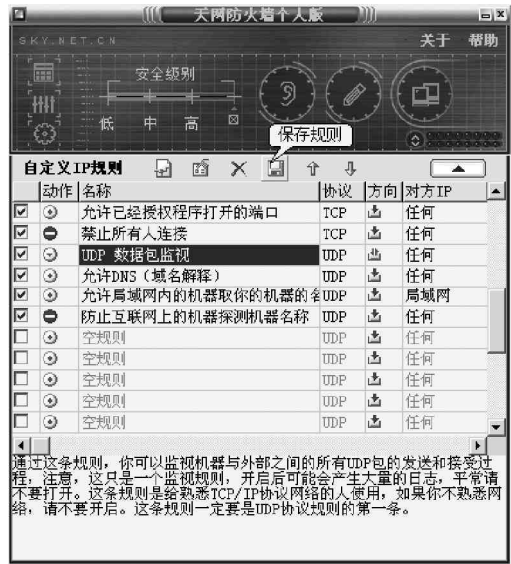 天网防火墙个人版
SKY.NET.CN
关于 帮助
安全级别
低 中 高
保存规则
自定义IP规则
动作 名称 协议 方向 对方IP
允许已经授权程序打开的端口 TCP 任何
禁止所有人连接 TCP 任何
UDP 数据包监视 UDP 任何
允许DNS（域名解释） UDP 任何
允许局域网内的机器取你的机器的名 UDP 局域网
防止互联网上的机器探测机器名称 UDP 任何
空规则 UDP 任何
空规则 UDP 任何
空规则 UDP 任何
空规则 UDP 任何
空规则 UDP 任何
通过这条规则，你可以监视机器与外部之间的所有UDP包的发送和接受过
程，注意，这只是一个监视规则，开启后可能会产生大量的日志，平常请
不要打开。这条规则是给熟悉TCP/IP协议网络的人使用，如果你不熟悉网
络，请不要开启。这条规则一定要是UDP协议规则的第一条。